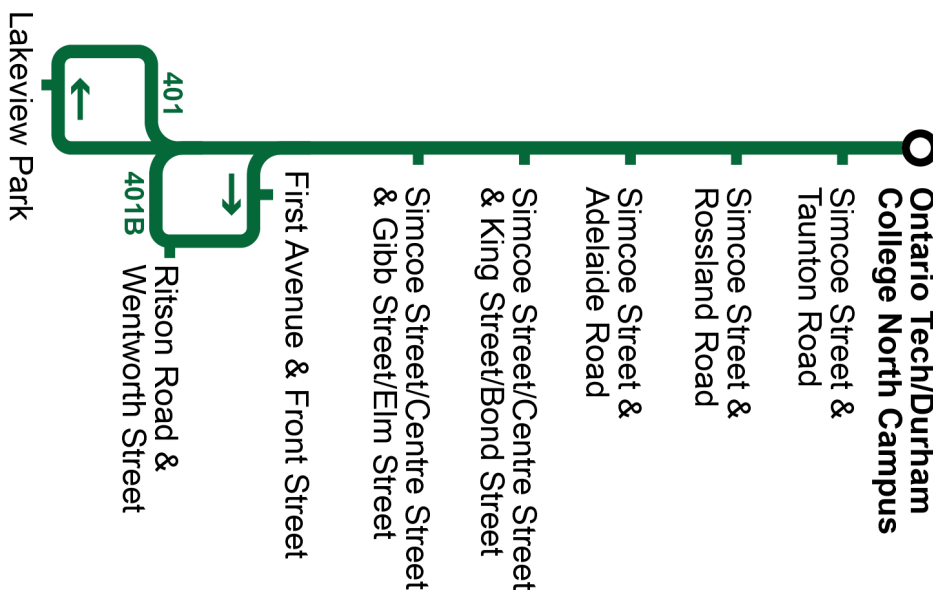 Ontario Tech/Durham
College North Campus
Simcoe Street &
Taunton Road
Simcoe Street &
Rossland Road
Simcoe Street &
Adelaide Road
Simcoe Street/Centre Street
& King Street/Bond Street
Simcoe Street/Centre Street
& Gibb Street/Elm Street
First Avenue & Front Street
Ritson Road &
Wentworth Street
401
401B
Lakeview Park